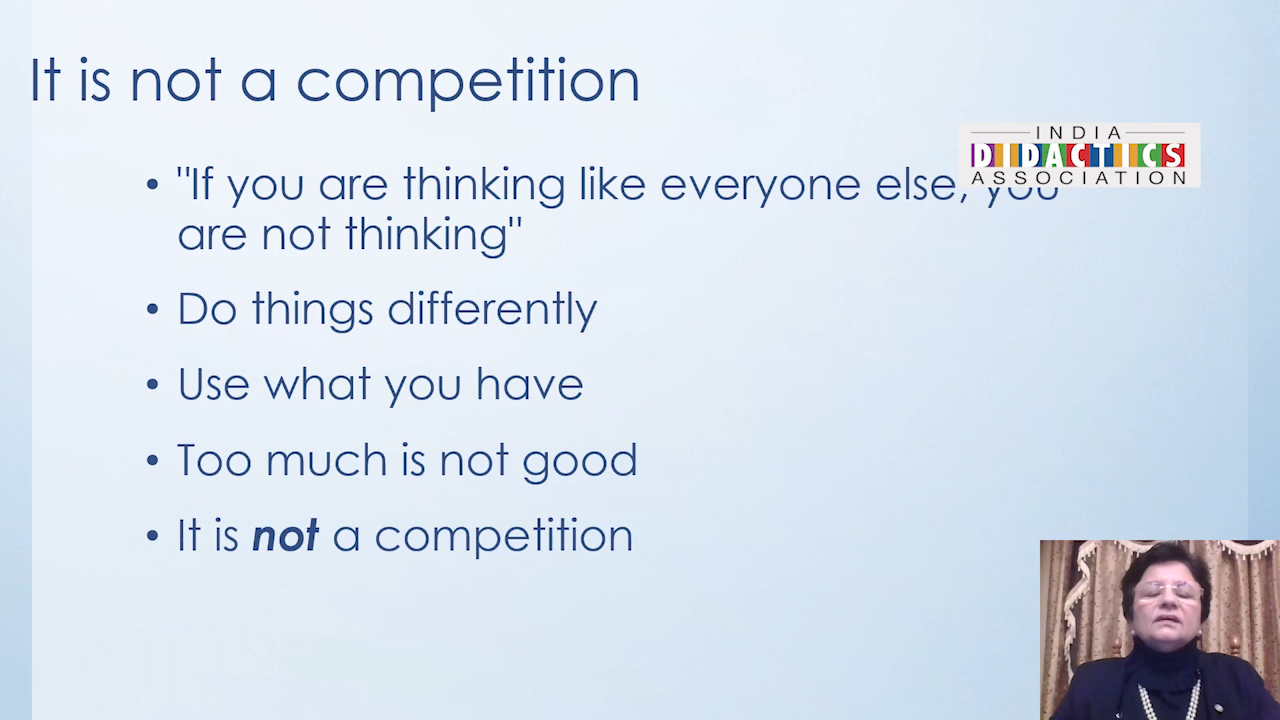 It is not a competition
INDIA
DIDACTICS
ASSOCIATION
• "If you are thinking like everyone else, you
are not thinking"
• Do things differently
• Use what you have
• Too much is not good
• It is not a competition